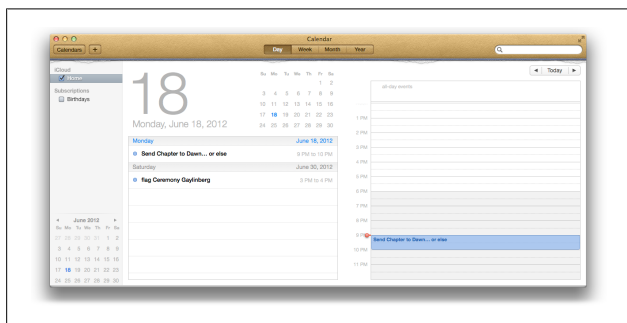 Calendar
Calendars +
Day Week Month Year
iCloud
Home
Subscriptions
Birthdays
18
Monday, June 18, 2012
Su Mo Tu We Th Fr Sa
1 2
3 4 5 6 7 8 9
10 11 12 13 14 15 16
17 18 19 20 21 22 23
24 25 26 27 28 29 30
Monday June 18, 2012
Send Chapter to Dawn… or else 9 PM to 10 PM
Saturday June 30, 2012
flag Ceremony Gaylinberg 3 PM to 4 PM
◀ Today ▶
all-day events
1 PM
2 PM
3 PM
4 PM
5 PM
6 PM
7 PM
8 PM
9 PM
Send Chapter to Dawn… or else
10 PM
11 PM
◀ June 2012 ▶
Su Mo Tu We Th Fr Sa
27 28 29 30 31 1 2
3 4 5 6 7 8 9
10 11 12 13 14 15 16
17 18 19 20 21 22 23
24 25 26 27 28 29 30